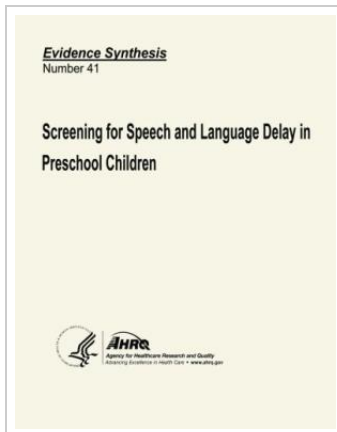 Evidence Synthesis
Number 41
Screening for Speech and Language Delay in
Preschool Children
AHRQ
Agency for Healthcare Research and Quality
Advancing Excellence in Health Care • www.ahrq.gov